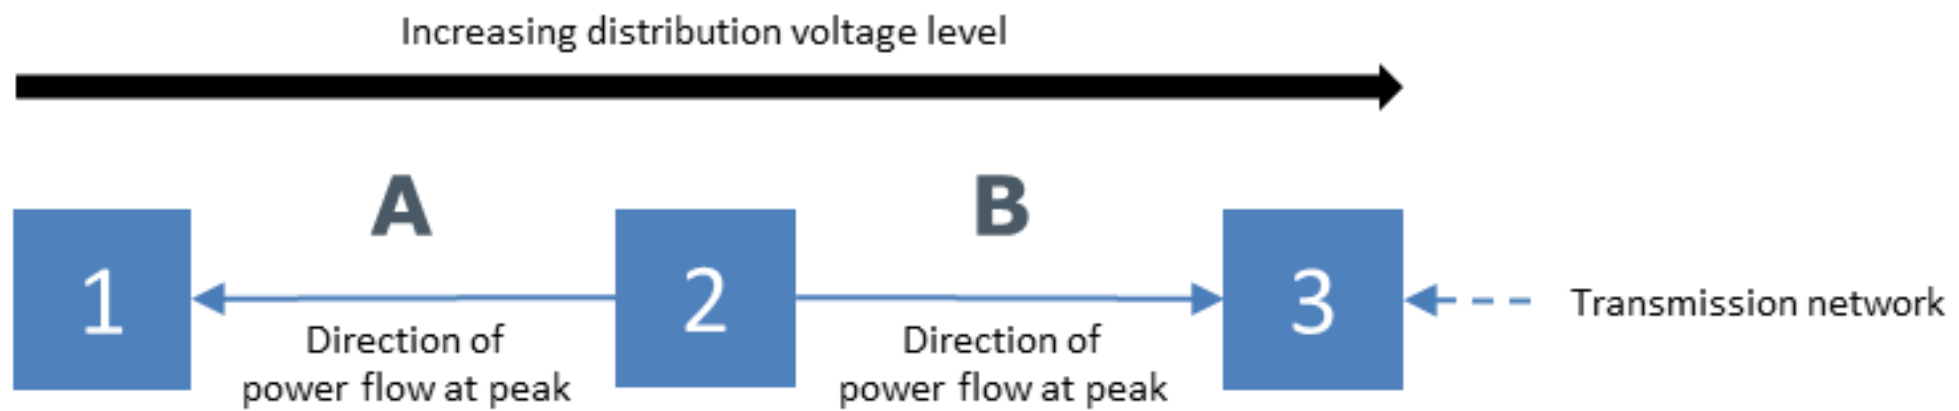 Increasing distribution voltage level
A
B
1
2
3
Transmission network
Direction of
power flow at peak
Direction of
power flow at peak